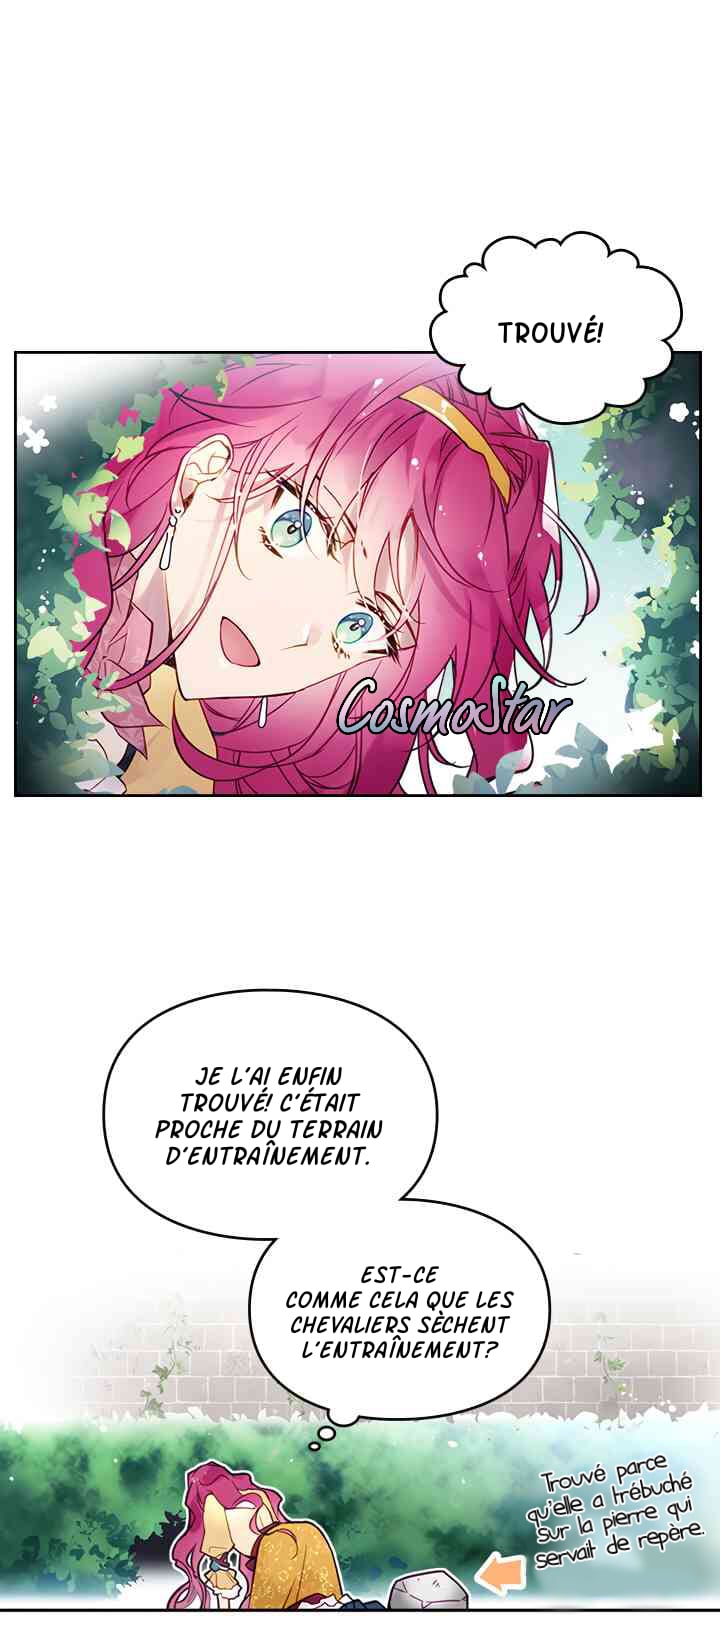 TROUVÉ!
CosmoStar
JE L'AI ENFIN
TROUVÉ! C'ÉTAIT
PROCHE DU TERRAIN
D'ENTRAÎNEMENT.
EST-CE
COMME CELA QUE LES
CHEVALIERS SÈCHENT
L'ENTRAÎNEMENT?
Trouvé parce
qu'elle a trébuché
sur la pierre qui
servait de repère.